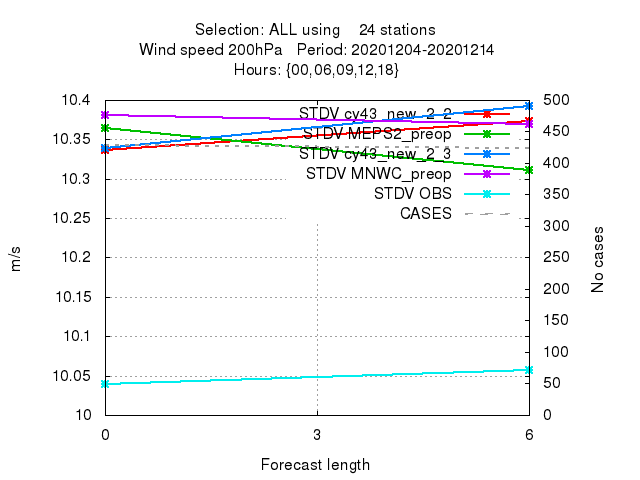 Selection: ALL using 24 stations
Wind speed 200hPa Period: 20201204-20201214
Hours: {00,06,09,12,18}
10.4
10.35
10.3
10.25
10.2
10.15
10.1
10.05
10
500
450
400
350
300
250
200
150
100
50
0
STDV cy43_new_2_2
STDV MEPS2_preop
STDV cy43_new_2_3
STDV MNWC_preop
STDV OBS
CASES
m/s
No cases
0 3 6
Forecast length